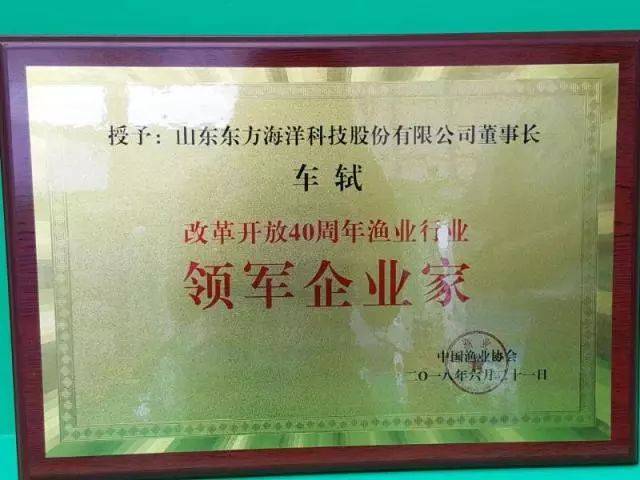 授予：山东东方海洋科技股份有限公司董事长
车轼
改革开放40周年渔业行业
领军企业家
中国渔业协会
二〇一八年六月二十一日